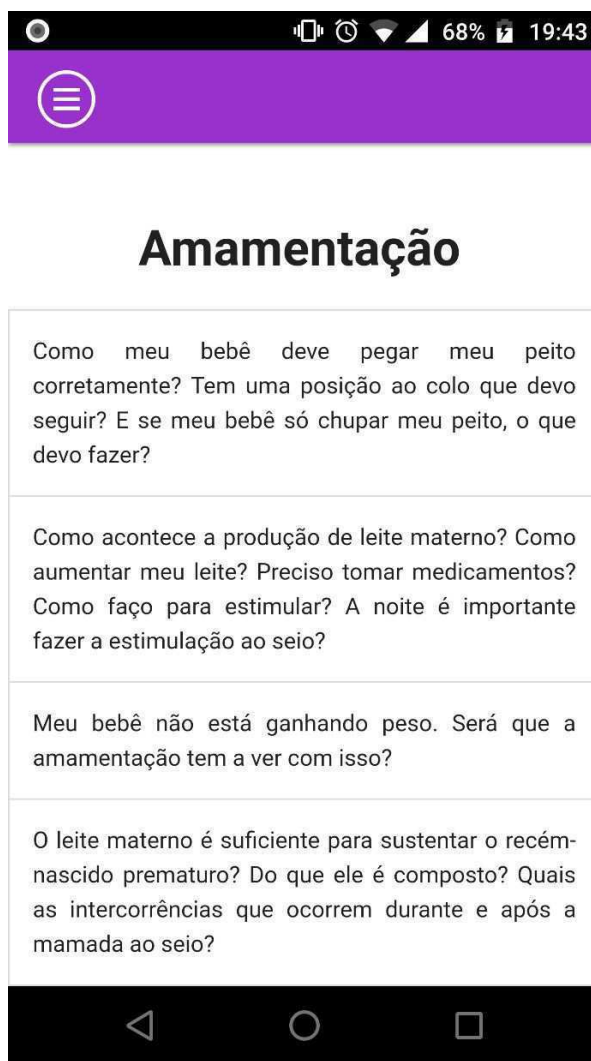 68% 19:43
Amamentação
Como meu bebê deve pegar meu peito
corretamente? Tem uma posição ao colo que devo
seguir? E se meu bebê só chupar meu peito, o que
devo fazer?
Como acontece a produção de leite materno? Como
aumentar meu leite? Preciso tomar medicamentos?
Como faço para estimular? A noite é importante
fazer a estimulação ao seio?
Meu bebê não está ganhando peso. Será que a
amamentação tem a ver com isso?
O leite materno é suficiente para sustentar o recém-
nascido prematuro? Do que ele é composto? Quais
as intercorrências que ocorrem durante e após a
mamada ao seio?